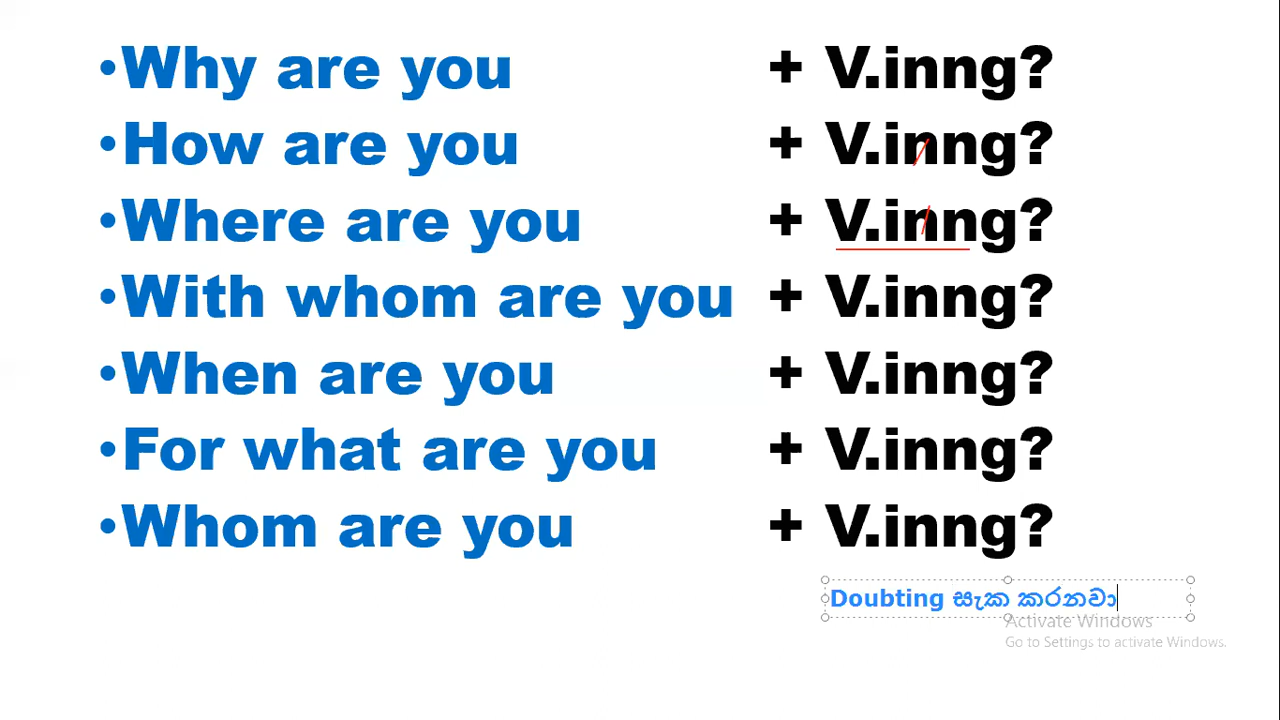 •Why are you + V.inng?
•How are you + V.inng?
•Where are you + V.inng?
•With whom are you + V.inng?
•When are you + V.inng?
•For what are you + V.inng?
•Whom are you + V.inng?
Doubting සැක කරනවා
Activate Windows
Go to Settings to activate Windows.